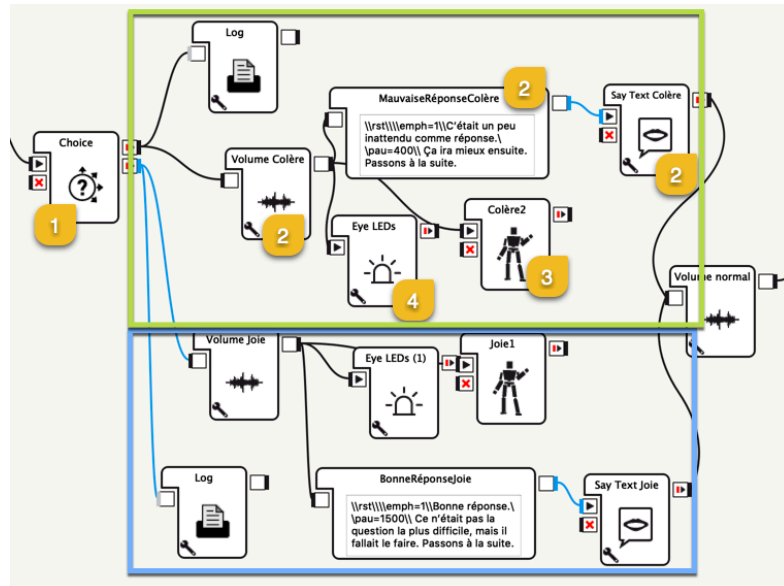 Log
Choice
1
Volume Colère
2
MauvaiseRéponseColère
2
\\rst\\\\emph=1\\C'était un peu
inattendu comme réponse.\
\pau=400\\ Ça ira mieux ensuite.
Passons à la suite.
Say Text Colère
2
Eye LEDs
4
Colère2
3
Volume normal
Volume Joie
Eye LEDs (1)
Joie1
Log
BonneRéponseJoie
\\rst\\\\emph=1\\Bonne réponse.\
\pau=1500\\ Ce n'était pas la
question la plus difficile, mais il
fallait le faire. Passons à la suite.
Say Text Joie